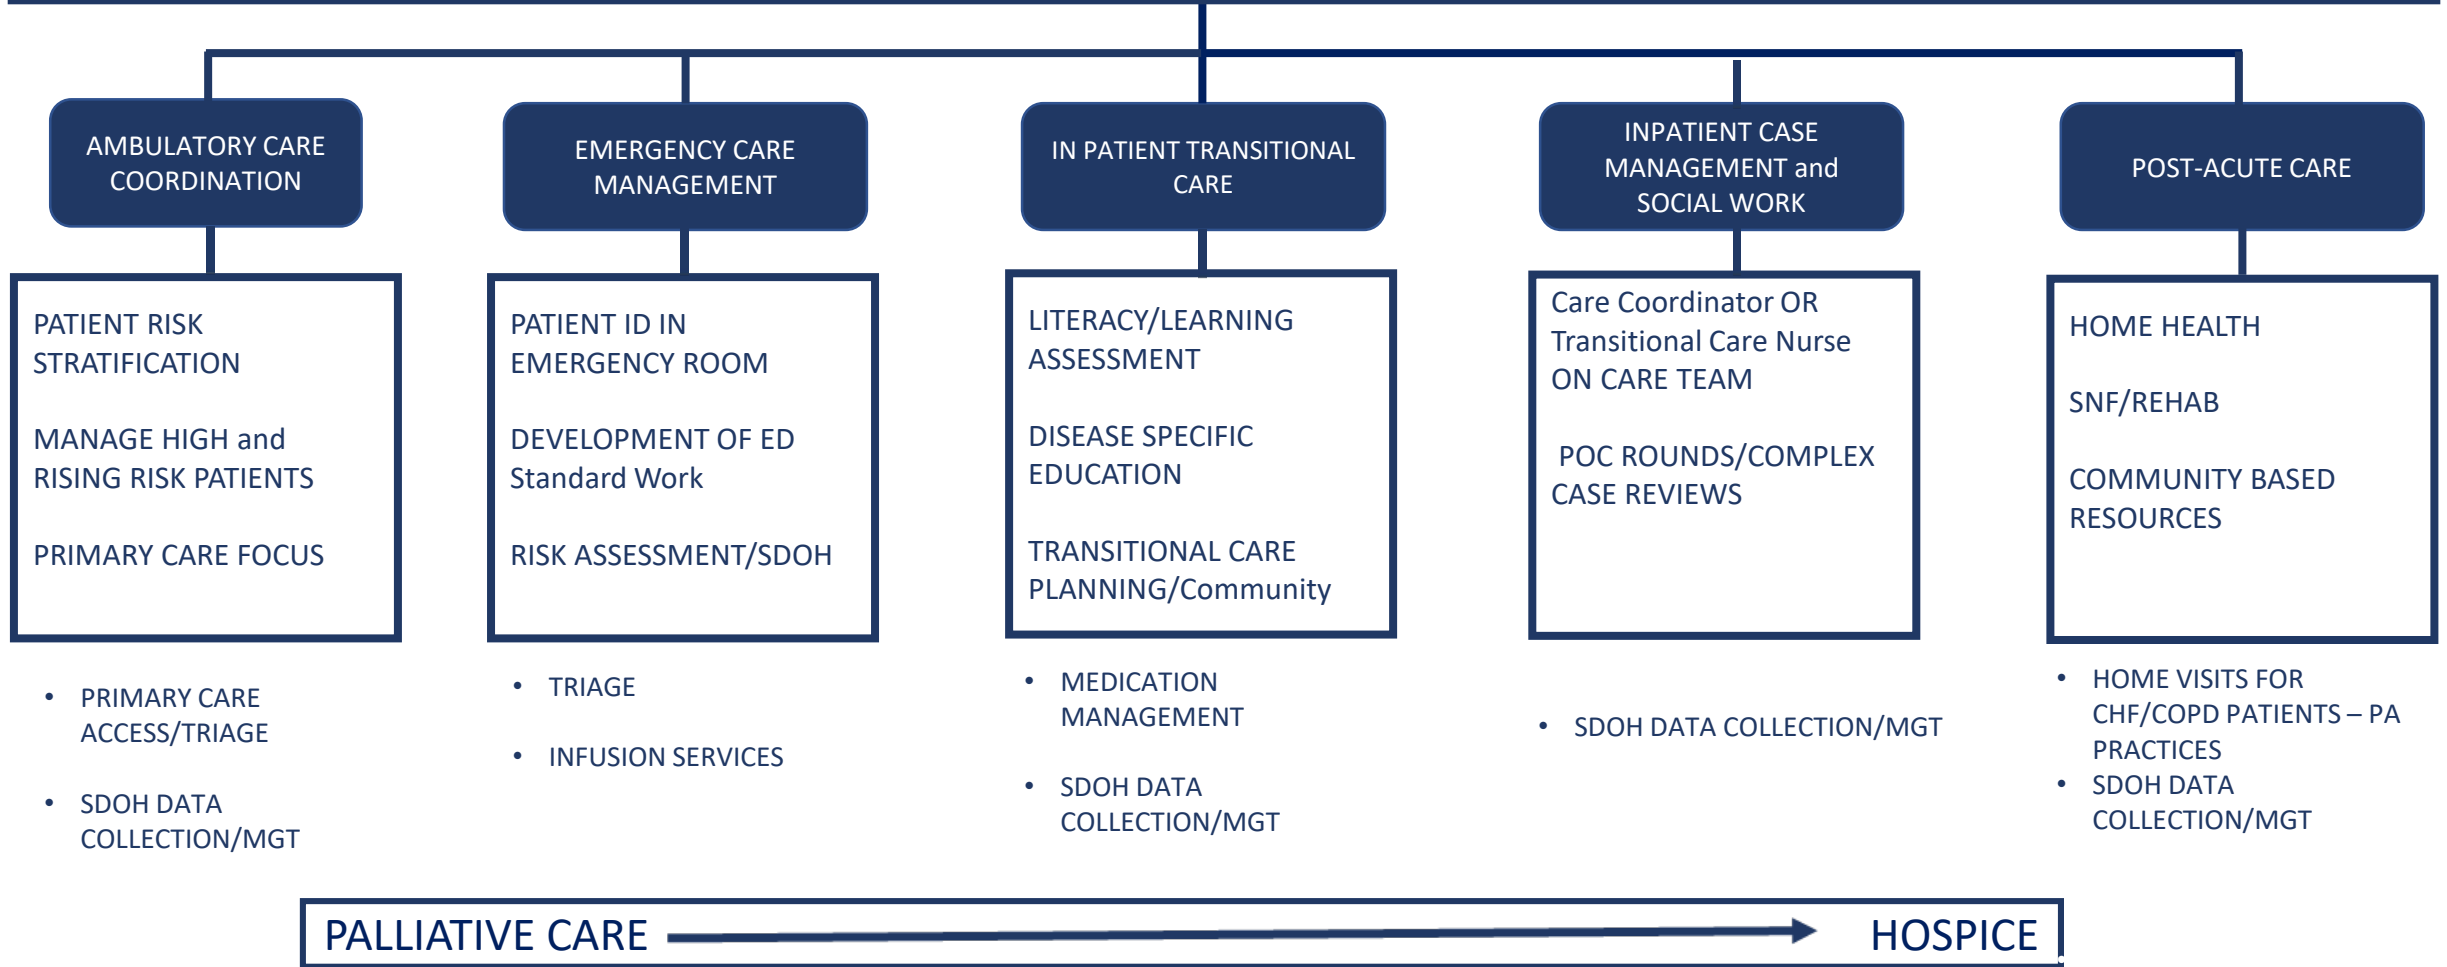 AMBULATORY CARE
COORDINATION
EMERGENCY CARE
MANAGEMENT
IN PATIENT TRANSITIONAL
CARE
INPATIENT CASE
MANAGEMENT and
SOCIAL WORK
POST-ACUTE CARE
PATIENT RISK
STRATIFICATION
MANAGE HIGH and
RISING RISK PATIENTS
PRIMARY CARE FOCUS
PATIENT ID IN
EMERGENCY ROOM
DEVELOPMENT OF ED
Standard Work
RISK ASSESSMENT/SDOH
LITERACY/LEARNING
ASSESSMENT
DISEASE SPECIFIC
EDUCATION
TRANSITIONAL CARE
PLANNING/Community
Care Coordinator OR
Transitional Care Nurse
ON CARE TEAM
POC ROUNDS/COMPLEX
CASE REVIEWS
HOME HEALTH
SNF/REHAB
COMMUNITY BASED
RESOURCES
• PRIMARY CARE
ACCESS/TRIAGE
• SDOH DATA
COLLECTION/MGT
• TRIAGE
• INFUSION SERVICES
• MEDICATION
MANAGEMENT
• SDOH DATA
COLLECTION/MGT
• SDOH DATA COLLECTION/MGT
• HOME VISITS FOR
CHF/COPD PATIENTS – PA
PRACTICES
• SDOH DATA
COLLECTION/MGT
PALLIATIVE CARE HOSPICE